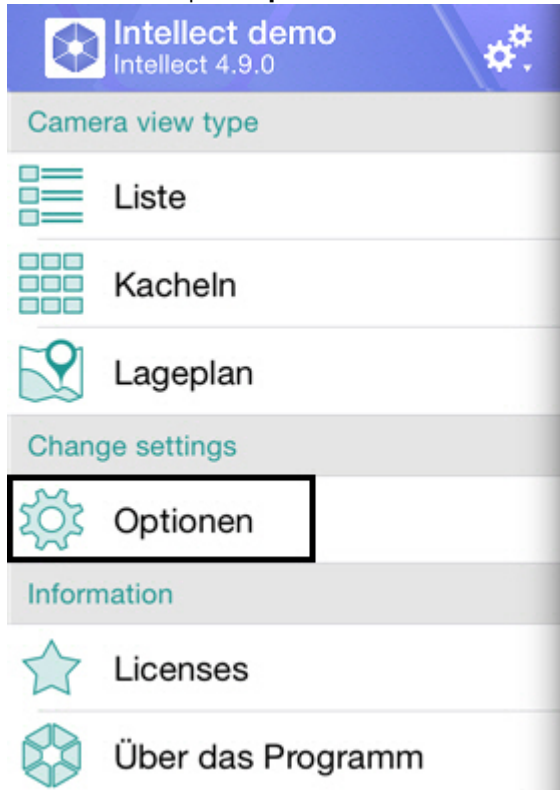 Intellect demo
Intellect 4.9.0
Camera view type
Liste
Kacheln
Lageplan
Change settings
Optionen
Information
Licenses
Über das Programm